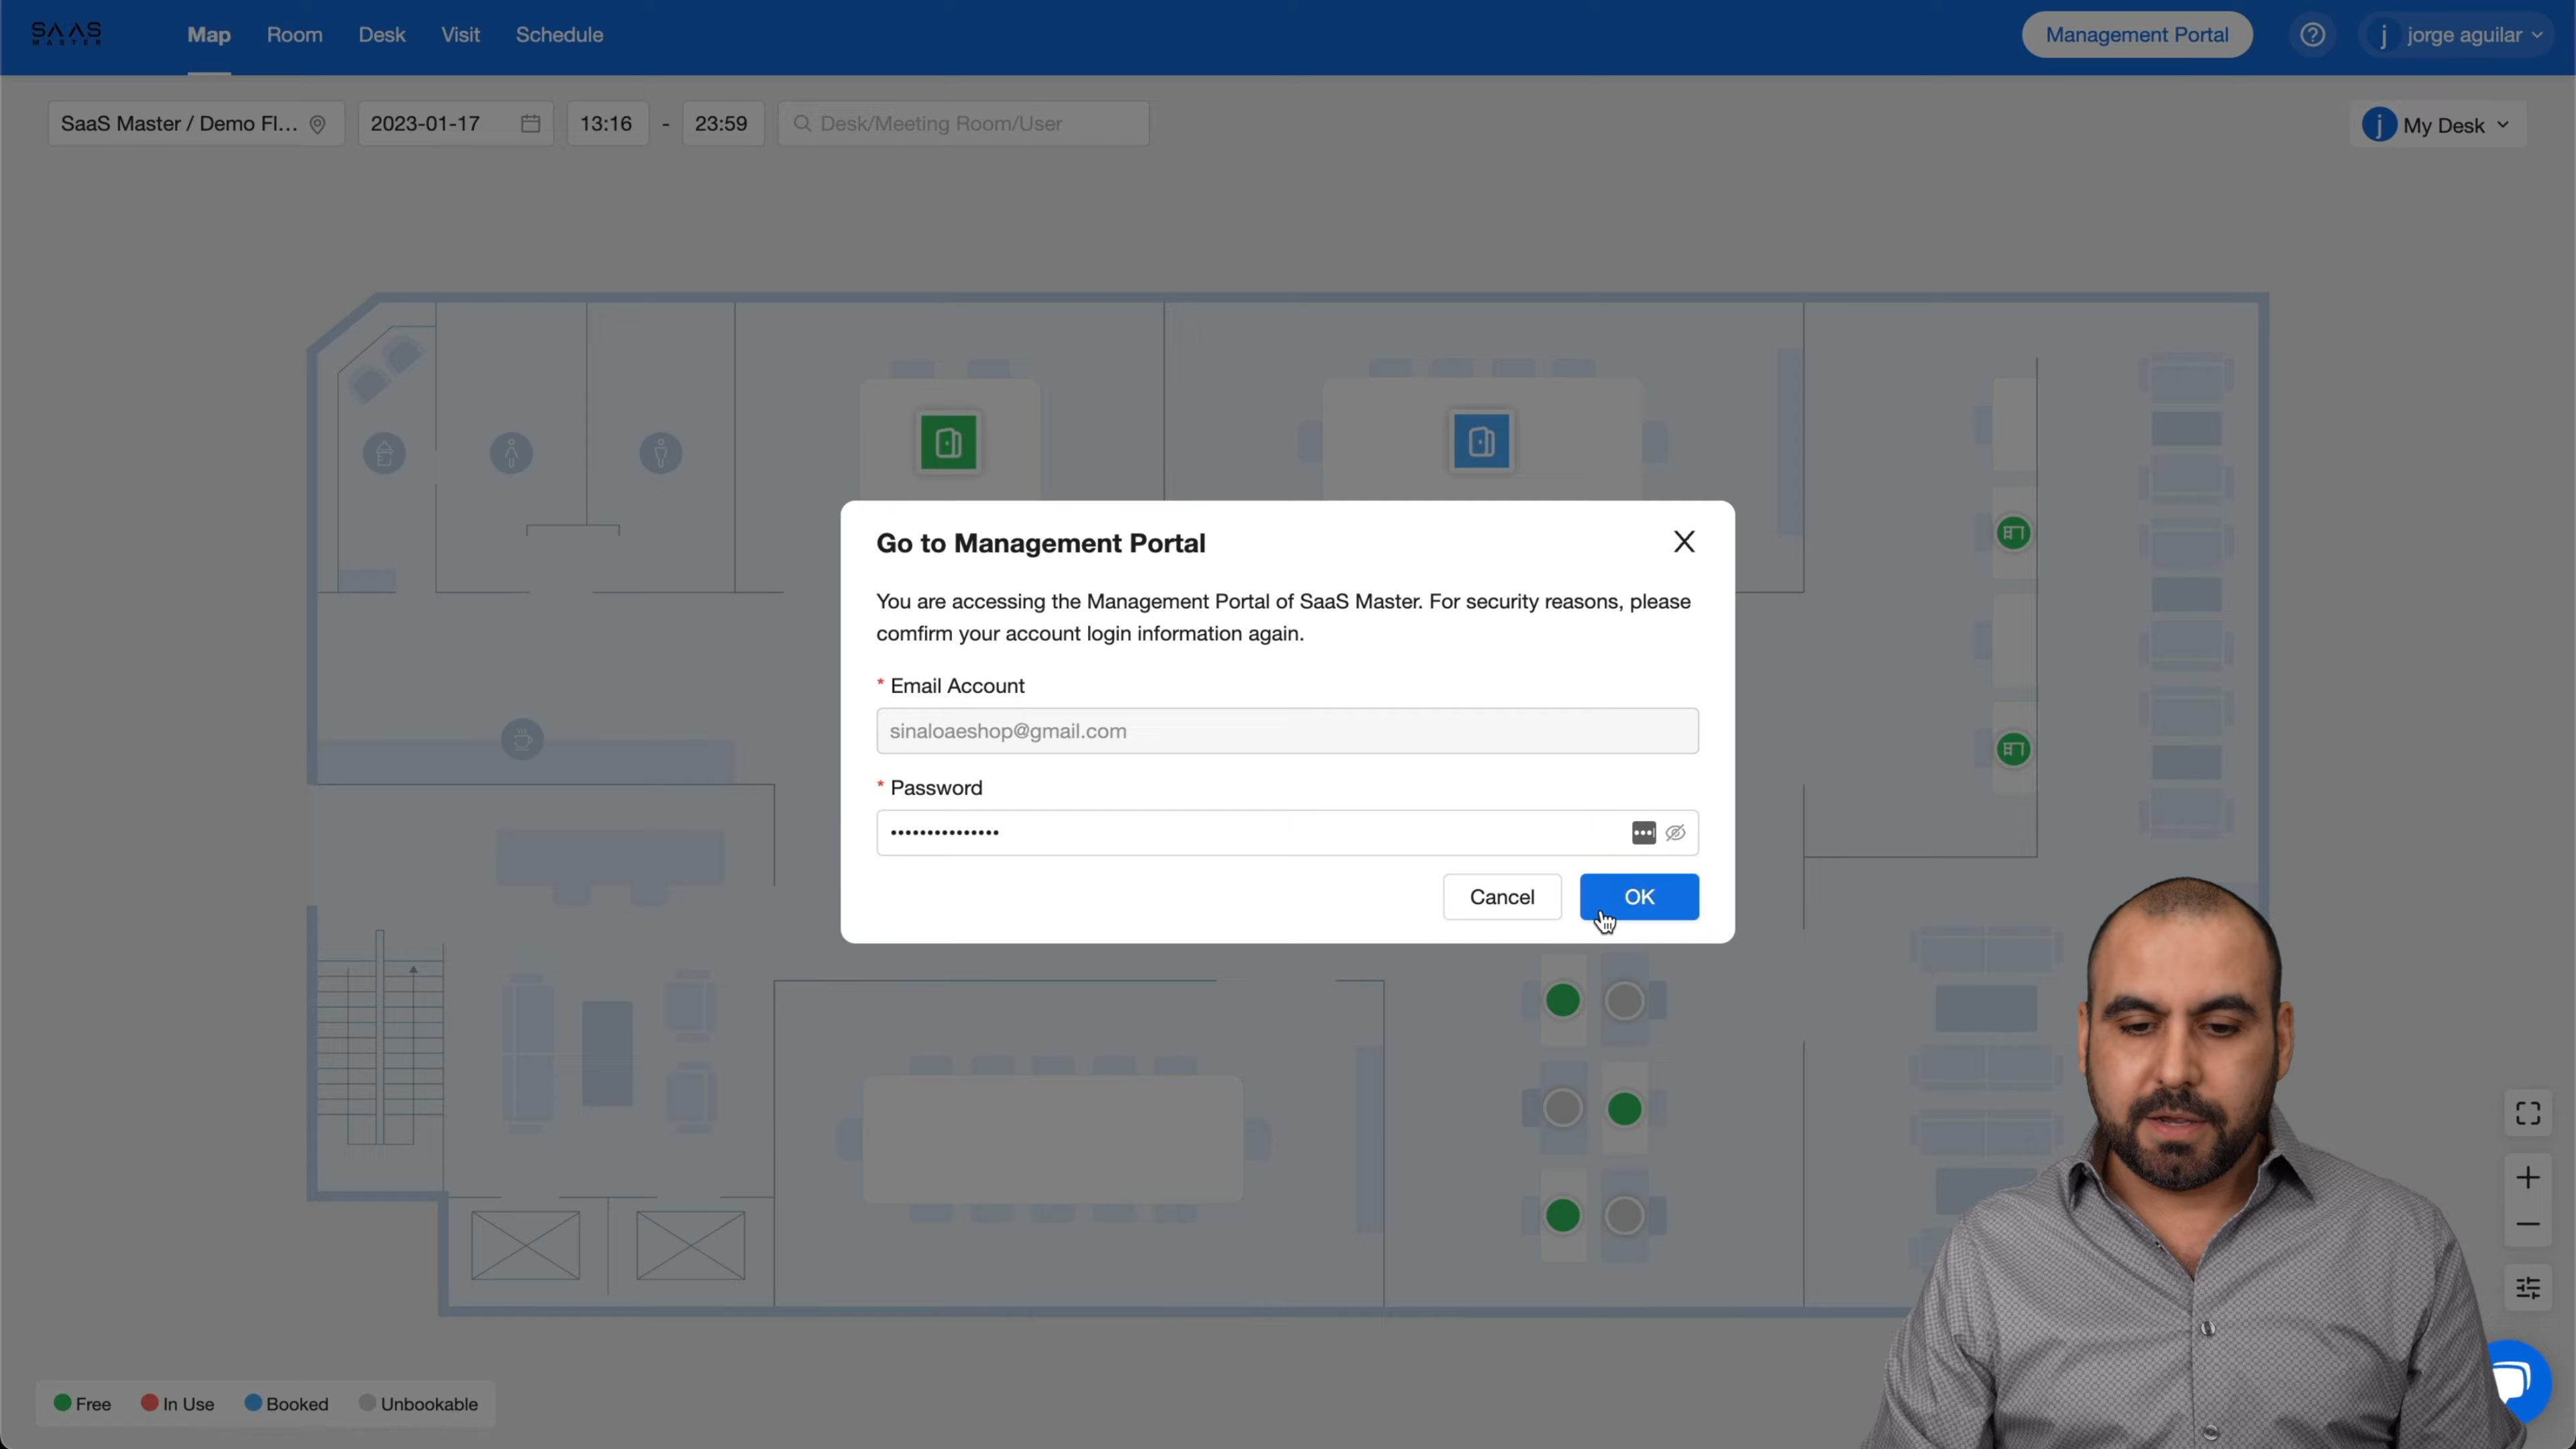 SAAS
MASTER
Map Room Desk Visit Schedule
Management Portal
j jorge aguilar
SaaS Master / Demo Fl...
2023-01-17
13:16 - 23:59
Desk/Meeting Room/User
j My Desk
Go to Management Portal
You are accessing the Management Portal of SaaS Master. For security reasons, please
comfirm your account login information again.
* Email Account
sinaloaeshop@gmail.com
* Password
•••••••••••••••
Cancel OK
Free In Use Booked Unbookable